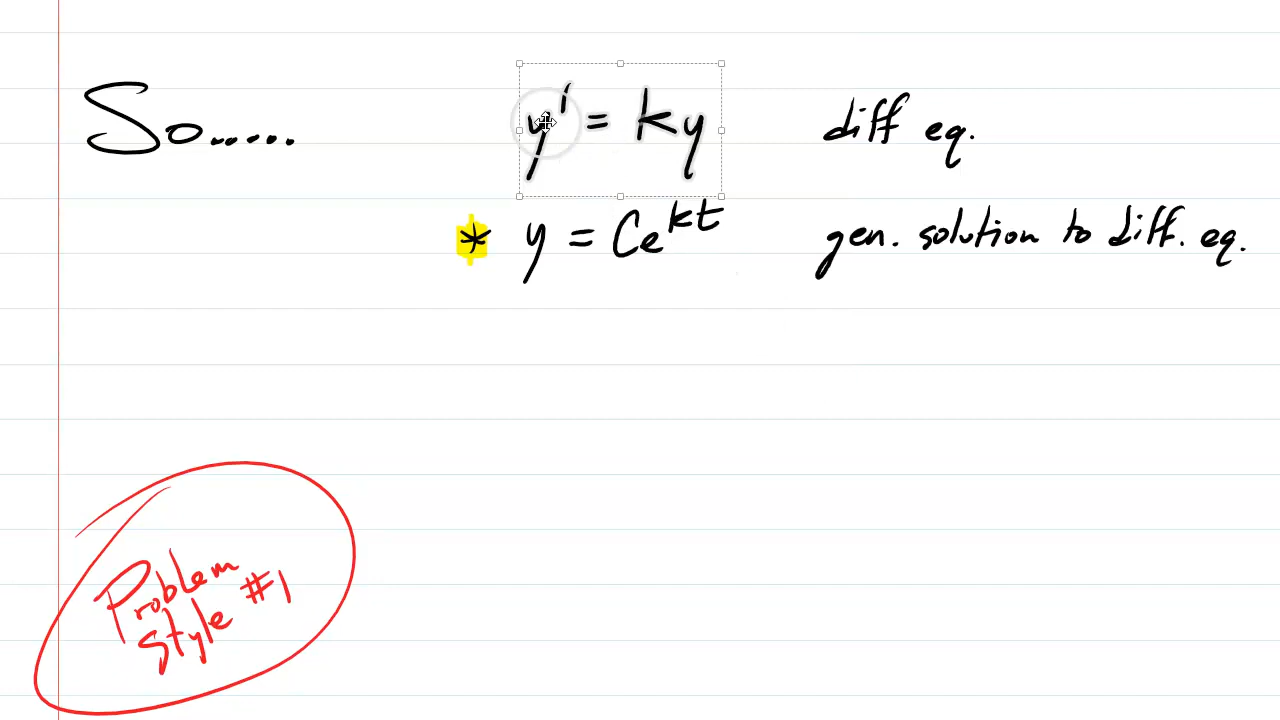 So..... y' = ky diff eq.
* y = Ce^{kt} gen. solution to diff. eq.
Problem
Style #1